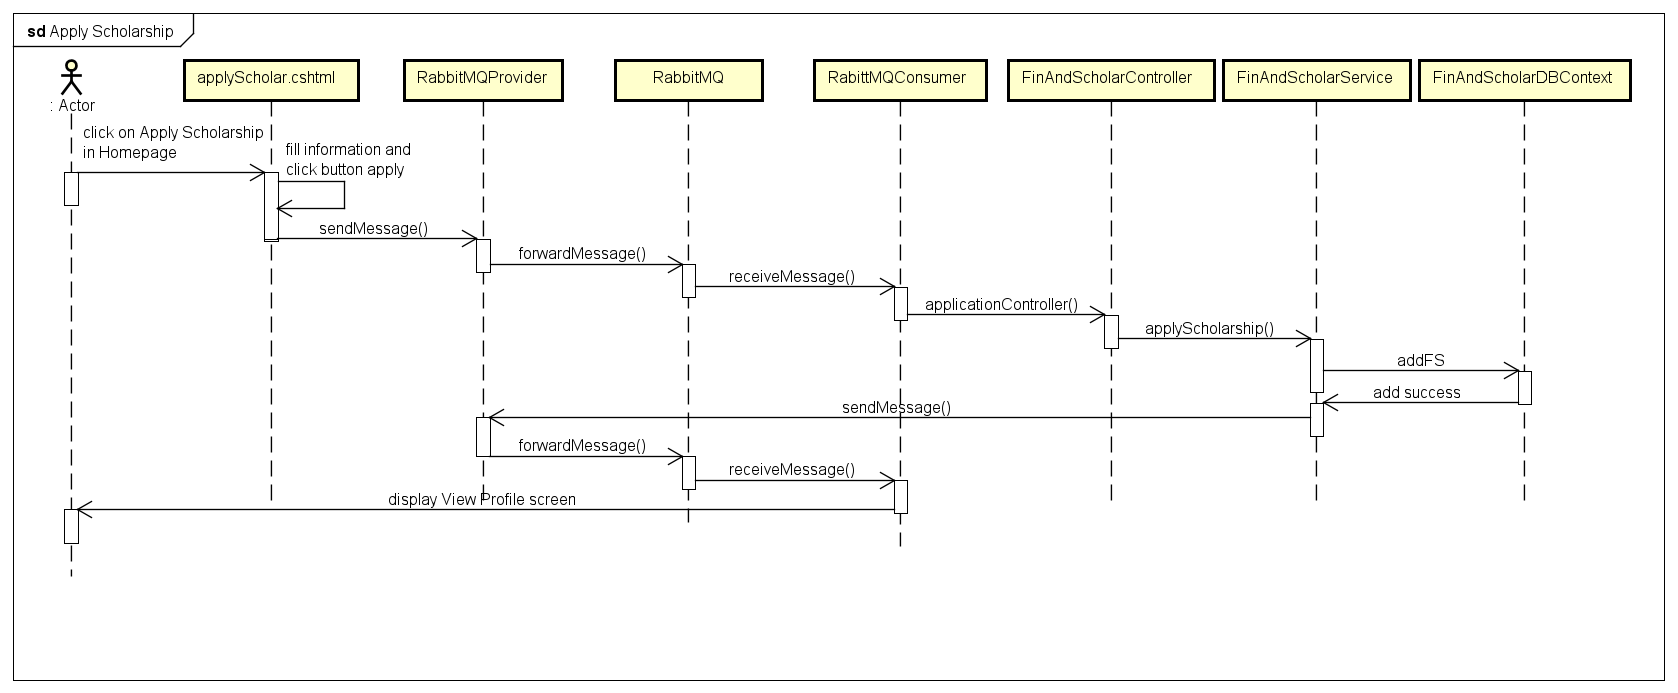 sd Apply Scholarship
: Actor
applyScholar.cshtml
RabbitMQProvider
RabbitMQ
RabittMQConsumer
FinAndScholarController
FinAndScholarService
FinAndScholarDBContext
click on Apply Scholarship
in Homepage
fill information and
click button apply
sendMessage()
forwardMessage()
receiveMessage()
applicationController()
applyScholarship()
addFS
add success
sendMessage()
forwardMessage()
receiveMessage()
display View Profile screen